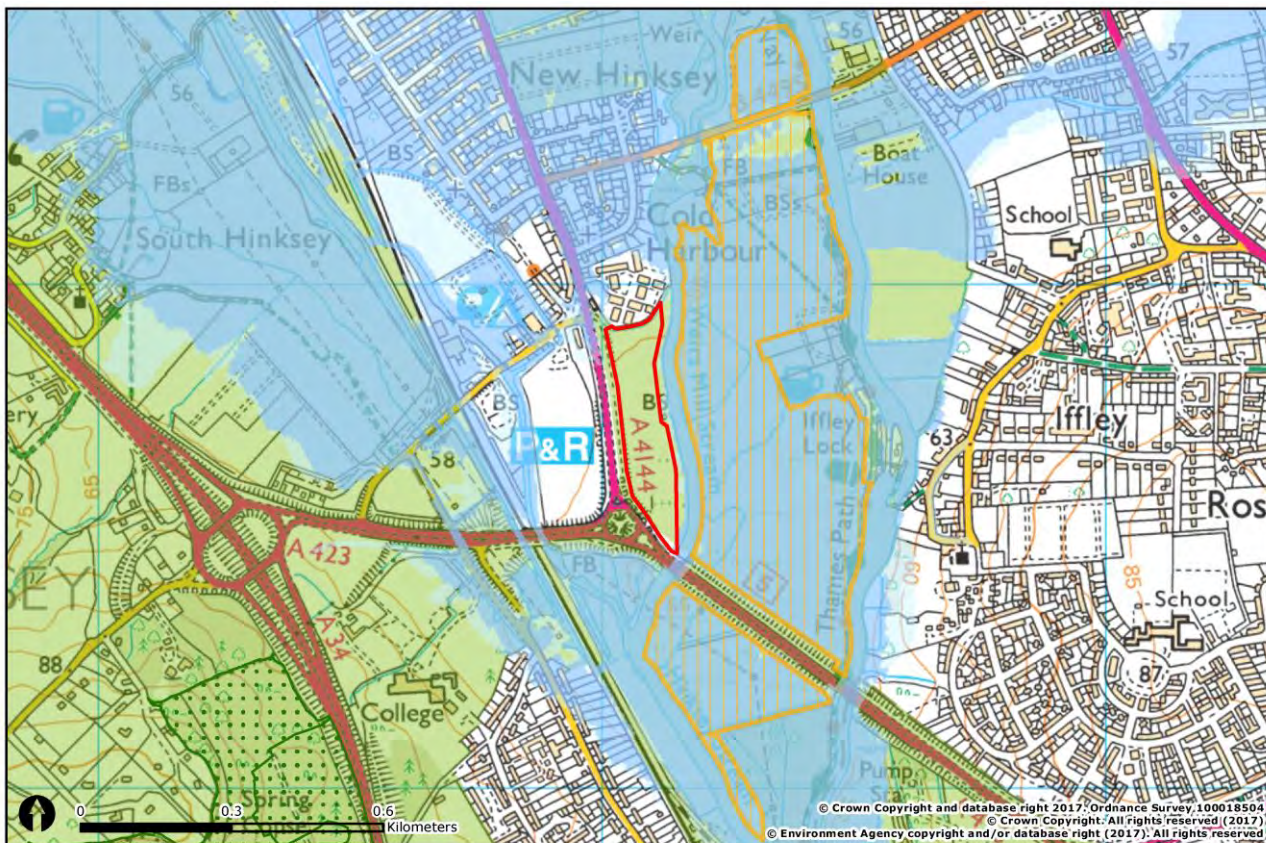 Weir
56
57
New Hinksey
56
BS
FB
Boat
House
FBs
BSs
School
South Hinksey
Cold
Harbour
Weirs Mill Stream
BS
P&R
A 4144
Iffley
Lock
63
Iffley
65
75
58
Ros
A 423
FB
S
Thames Path
60
85
School
A 34
88
College
87
Pump
Spring
0
0.3
0.6
Kilometers
© Crown Copyright and database right 2017. Ordnance Survey 100018504
© Crown Copyright. All rights reserved (2017).
© Environment Agency copyright and/or database right (2017). All rights reserved